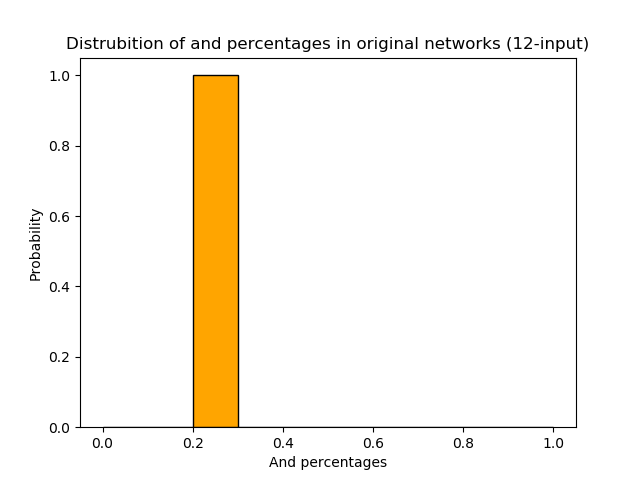 Distrubition of and percentages in original networks (12-input)
1.0
0.8
0.6
0.4
0.2
0.0
Probability
0.0 0.2 0.4 0.6 0.8 1.0
And percentages